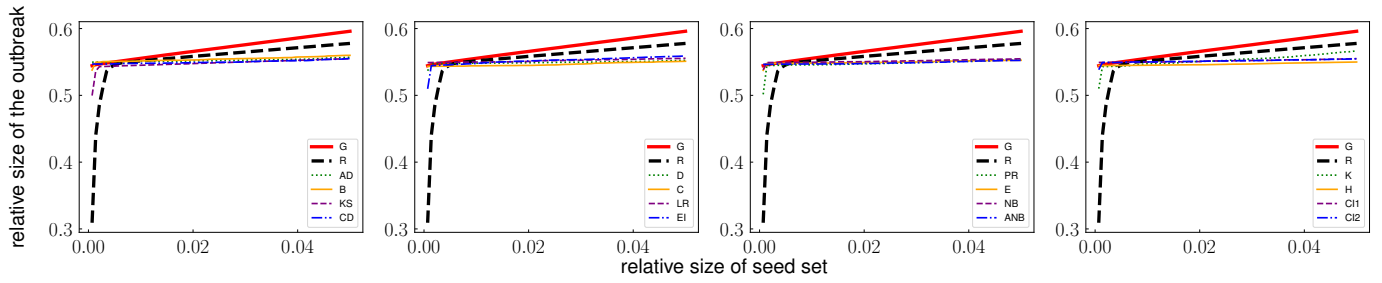 relative size of the outbreak
0.6
0.5
0.4
0.3
0.00
0.02
0.04
G
R
AD
B
KS
CD
0.6
0.5
0.4
0.3
0.00
0.02
0.04
G
R
D
C
LR
EI
0.6
0.5
0.4
0.3
0.00
0.02
0.04
G
R
PR
E
NB
ANB
0.6
0.5
0.4
0.3
0.00
0.02
0.04
G
R
K
H
CI1
CI2
relative size of seed set